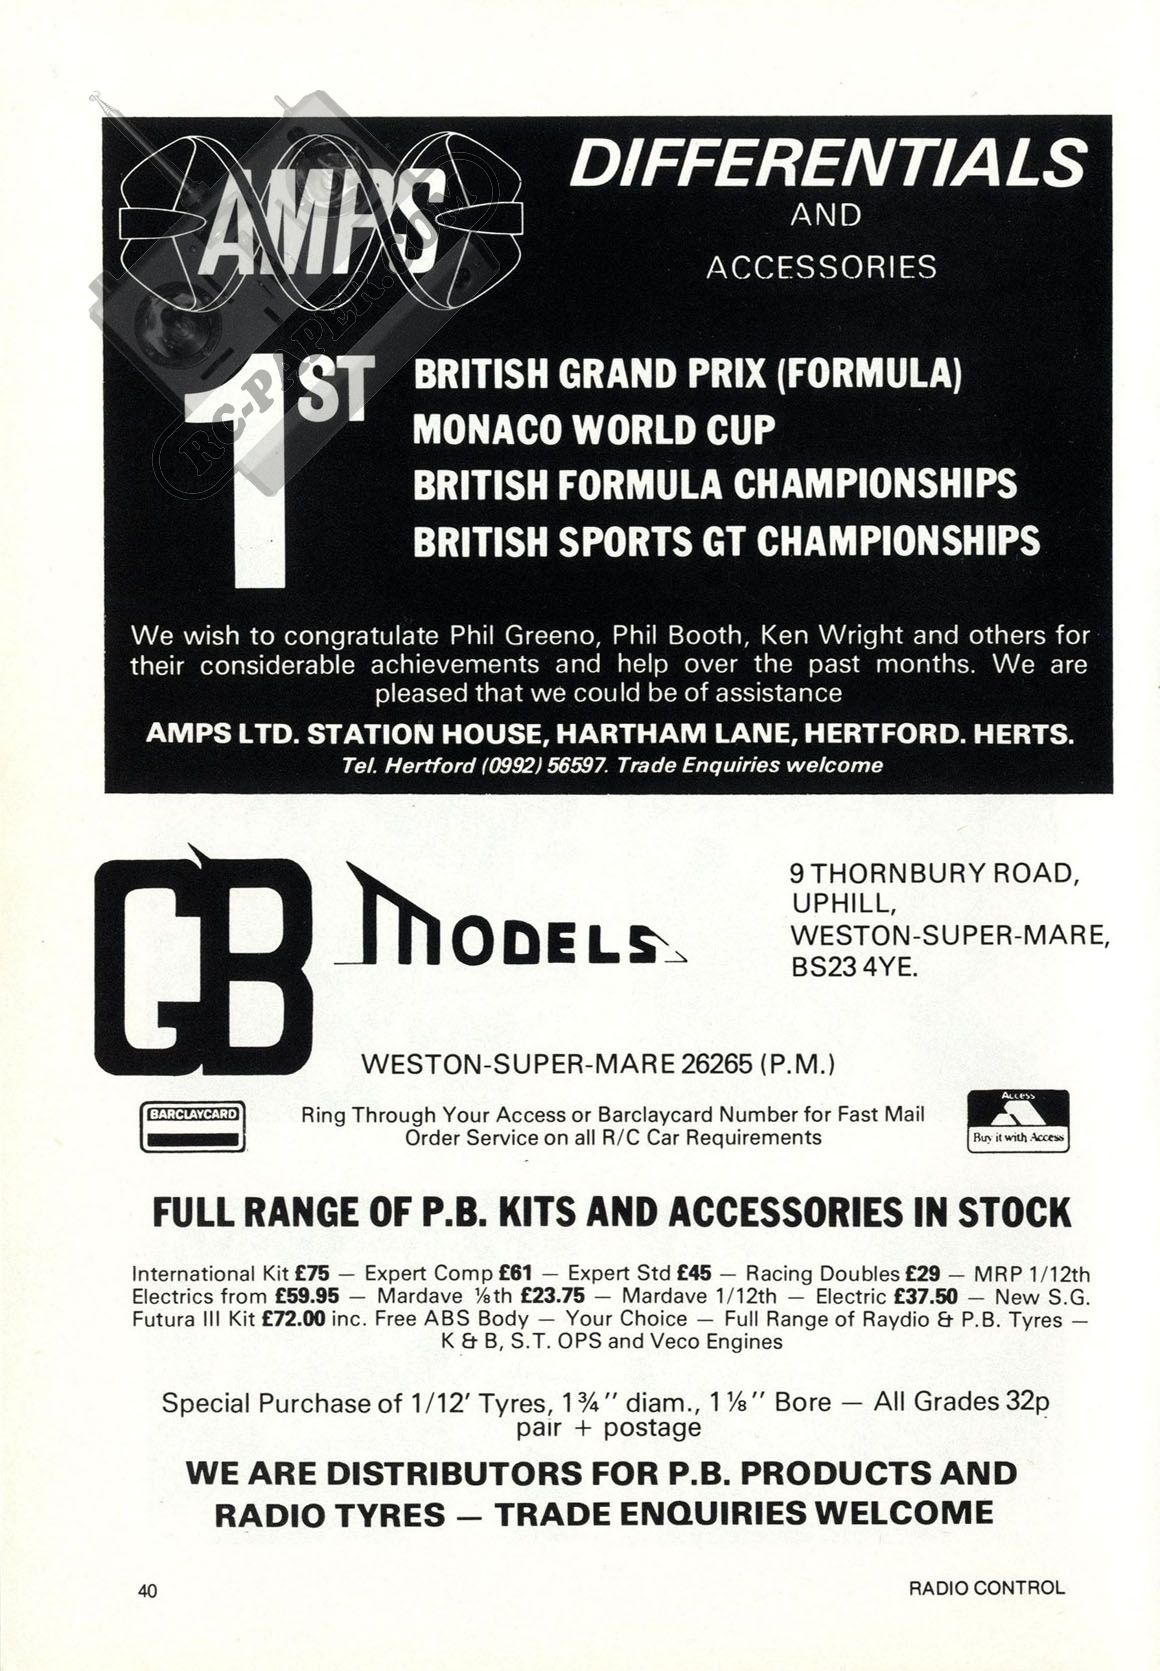 AMPS
DIFFERENTIALS
AND
ACCESSORIES
RC-PAPER.COM
1ST
BRITISH GRAND PRIX (FORMULA)
MONACO WORLD CUP
BRITISH FORMULA CHAMPIONSHIPS
BRITISH SPORTS GT CHAMPIONSHIPS
We wish to congratulate Phil Greeno, Phil Booth, Ken Wright and others for
their considerable achievements and help over the past months. We are
pleased that we could be of assistance
AMPS LTD. STATION HOUSE, HARTHAM LANE, HERTFORD. HERTS.
Tel. Hertford (0992) 56597. Trade Enquiries welcome
GB MODELS
9 THORNBURY ROAD,
UPHILL,
WESTON-SUPER-MARE,
BS23 4YE.
WESTON-SUPER-MARE 26265 (P.M.)
BARCLAYCARD
Ring Through Your Access or Barclaycard Number for Fast Mail
Order Service on all R/C Car Requirements
Access
Buy it with Access
FULL RANGE OF P.B. KITS AND ACCESSORIES IN STOCK
International Kit £75 — Expert Comp £61 — Expert Std £45 — Racing Doubles £29 — MRP 1/12th
Electrics from £59.95 — Mardave ⅛th £23.75 — Mardave 1/12th — Electric £37.50 — New S.G.
Futura III Kit £72.00 inc. Free ABS Body — Your Choice — Full Range of Raydio & P.B. Tyres —
K & B, S.T. OPS and Veco Engines
Special Purchase of 1/12' Tyres, 1¾" diam., 1⅛" Bore — All Grades 32p
pair + postage
WE ARE DISTRIBUTORS FOR P.B. PRODUCTS AND
RADIO TYRES — TRADE ENQUIRIES WELCOME
40
RADIO CONTROL